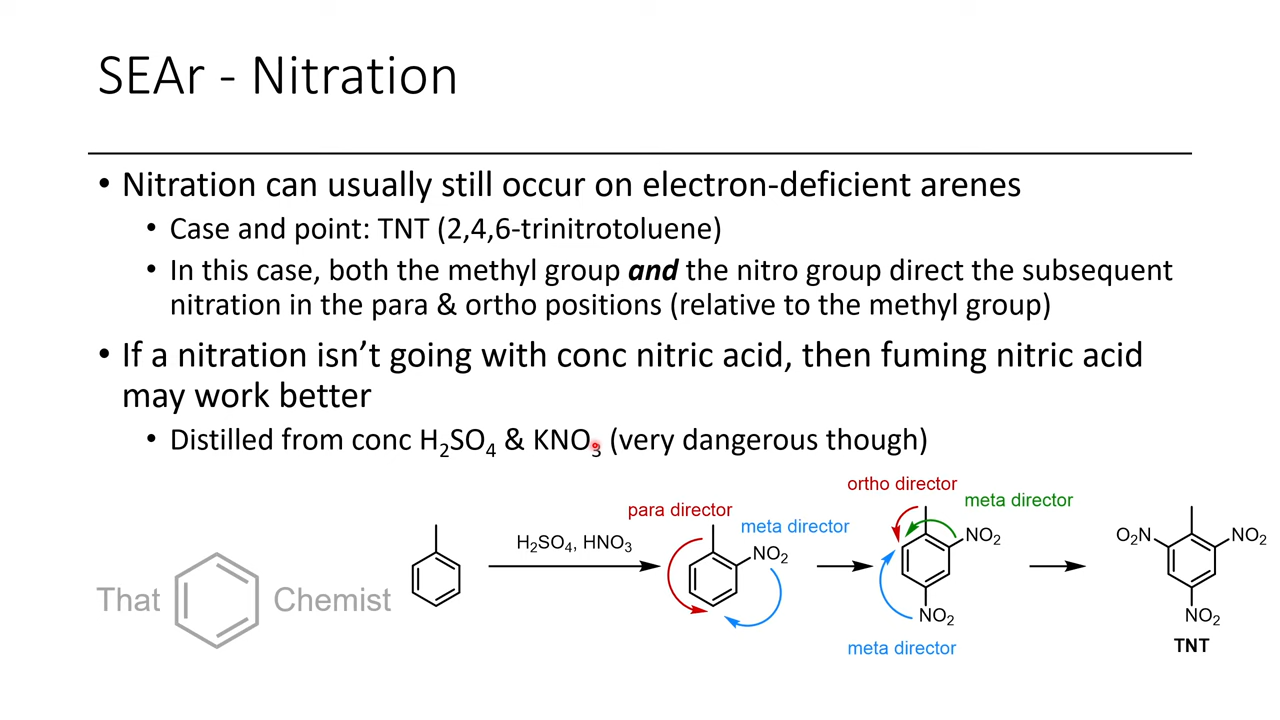 SEAr - Nitration
• Nitration can usually still occur on electron-deficient arenes
• Case and point: TNT (2,4,6-trinitrotoluene)
• In this case, both the methyl group and the nitro group direct the subsequent
nitration in the para & ortho positions (relative to the methyl group)
• If a nitration isn’t going with conc nitric acid, then fuming nitric acid
may work better
• Distilled from conc H₂SO₄ & KNO₃ (very dangerous though)
ortho director
meta director
para director
meta director
H₂SO₄, HNO₃
NO₂
NO₂
O₂N
NO₂
NO₂
NO₂
meta director
TNT
That Chemist